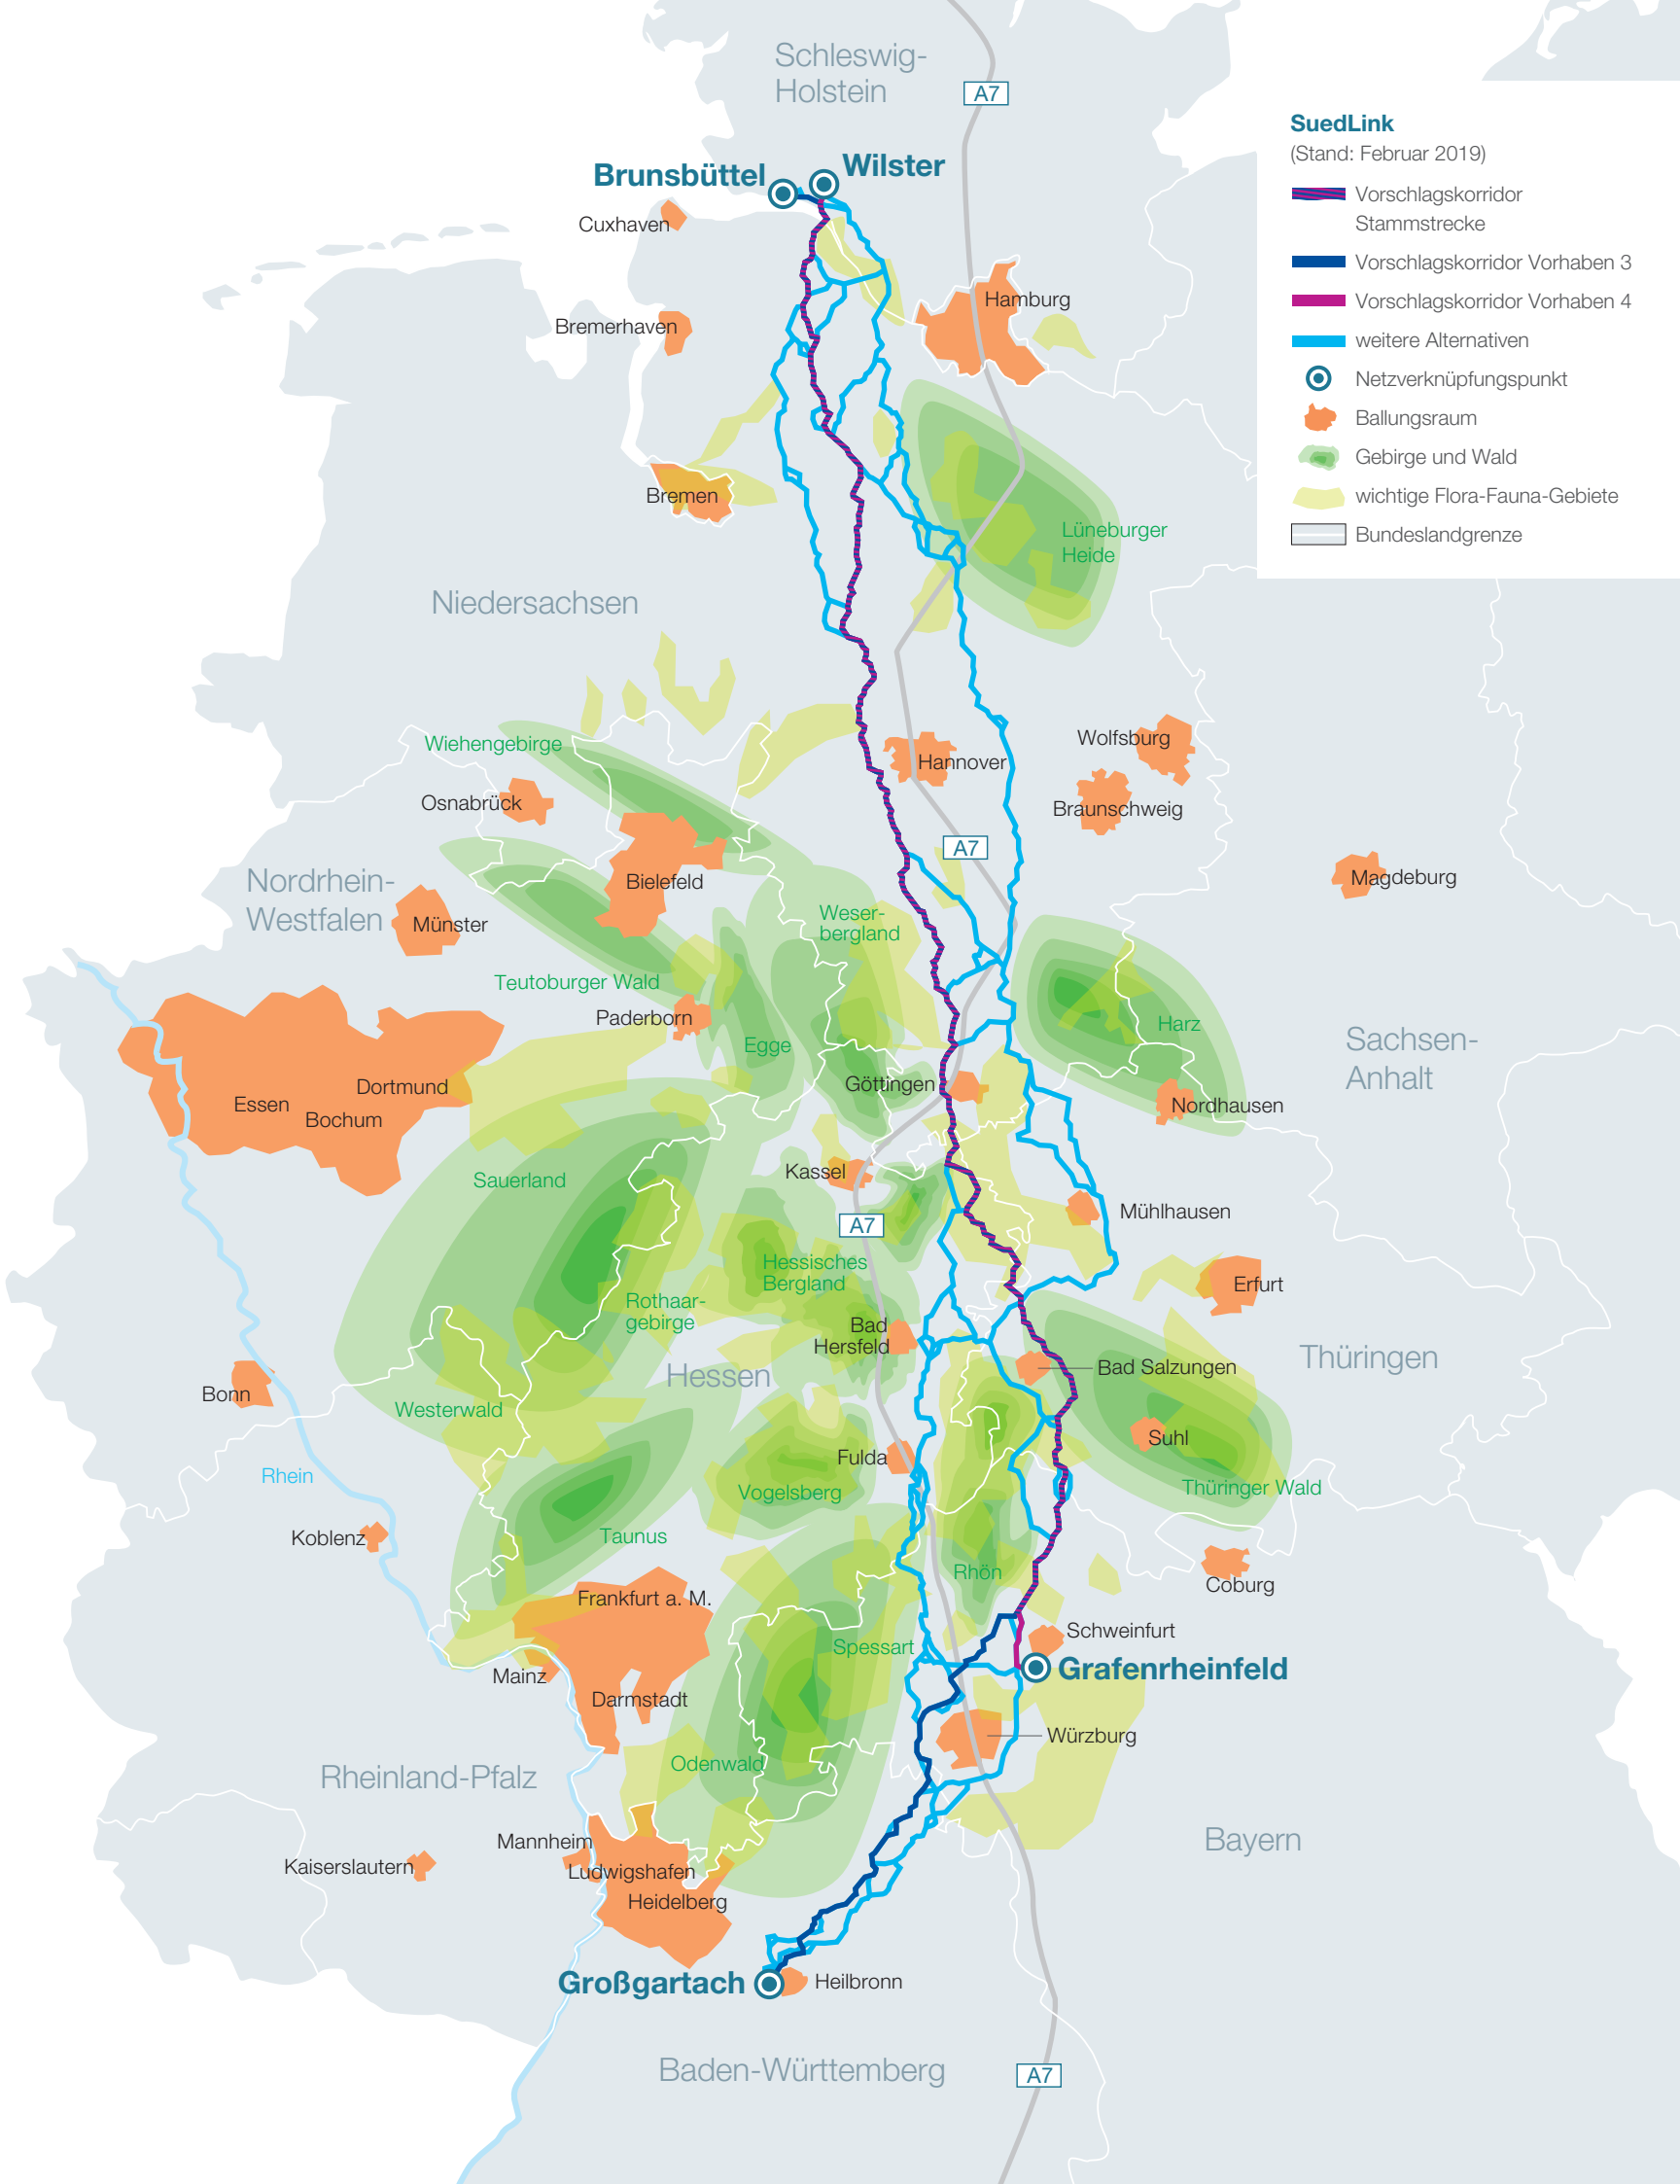 Schleswig-
Holstein
A7
SuedLink
(Stand: Februar 2019)
Vorschlagskorridor
Stammstrecke
Vorschlagskorridor Vorhaben 3
Vorschlagskorridor Vorhaben 4
weitere Alternativen
Netzverknüpfungspunkt
Ballungsraum
Gebirge und Wald
wichtige Flora-Fauna-Gebiete
Bundeslandgrenze
Brunsbüttel
Wilster
Cuxhaven
Hamburg
Bremerhaven
Bremen
Lüneburger
Heide
Niedersachsen
Wiehengebirge
Wolfsburg
Hannover
Osnabrück
Braunschweig
A7
Nordrhein-
Westfalen
Bielefeld
Magdeburg
Münster
Weser-
bergland
Teutoburger Wald
Paderborn
Egge
Harz
Sachsen-
Anhalt
Göttingen
Dortmund
Essen
Bochum
Nordhausen
Kassel
Sauerland
Mühlhausen
A7
Hessisches
Bergland
Erfurt
Rothaar-
gebirge
Bad
Hersfeld
Hessen
Bad Salzungen
Thüringen
Bonn
Westerwald
Suhl
Fulda
Rhein
Vogelsberg
Thüringer Wald
Koblenz
Taunus
Rhön
Coburg
Frankfurt a. M.
Schweinfurt
Spessart
Grafenrheinfeld
Mainz
Darmstadt
Würzburg
Odenwald
Rheinland-Pfalz
Bayern
Mannheim
Kaiserslautern
Ludwigshafen
Heidelberg
Großgartach
Heilbronn
Baden-Württemberg
A7